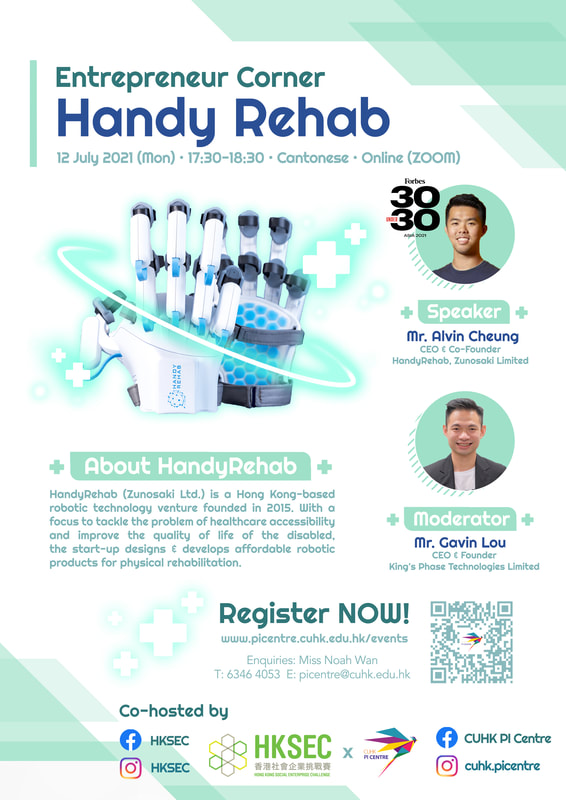 Entrepreneur Corner
Handy Rehab
12 July 2021 (Mon) • 17:30-18:30 • Cantonese • Online (ZOOM)
Forbes
30
UNDER
30
ASIA 2021
Speaker
Mr. Alvin Cheung
CEO & Co-Founder
HandyRehab, Zunosaki Limited
HANDY
REHAB
Moderator
Mr. Gavin Lou
CEO & Founder
King's Phase Technologies Limited
About HandyRehab
HandyRehab (Zunosaki Ltd.) is a Hong Kong-based
robotic technology venture founded in 2015. With a
focus to tackle the problem of healthcare accessibility
and improve the quality of life of the disabled,
the start-up designs & develops affordable robotic
products for physical rehabilitation.
Register NOW!
www.picentre.cuhk.edu.hk/events
Enquiries: Miss Noah Wan
T: 6346 4053 E: picentre@cuhk.edu.hk
Co-hosted by
HKSEC
HKSEC
HKSEC
香港社會企業挑戰賽
HONG KONG SOCIAL ENTERPRISE CHALLENGE
x
CUHK
PI CENTRE
CUHK PI Centre
cuhk.picentre